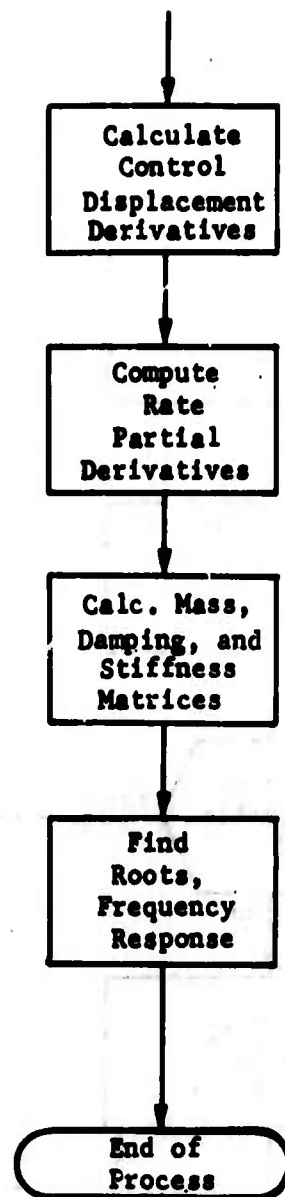 Calculate
Control
Displacement
Derivatives
Compute
Rate
Partial
Derivatives
Calc. Mass,
Damping, and
Stiffness
Matrices
Find
Roots,
Frequency
Response
End of
Process